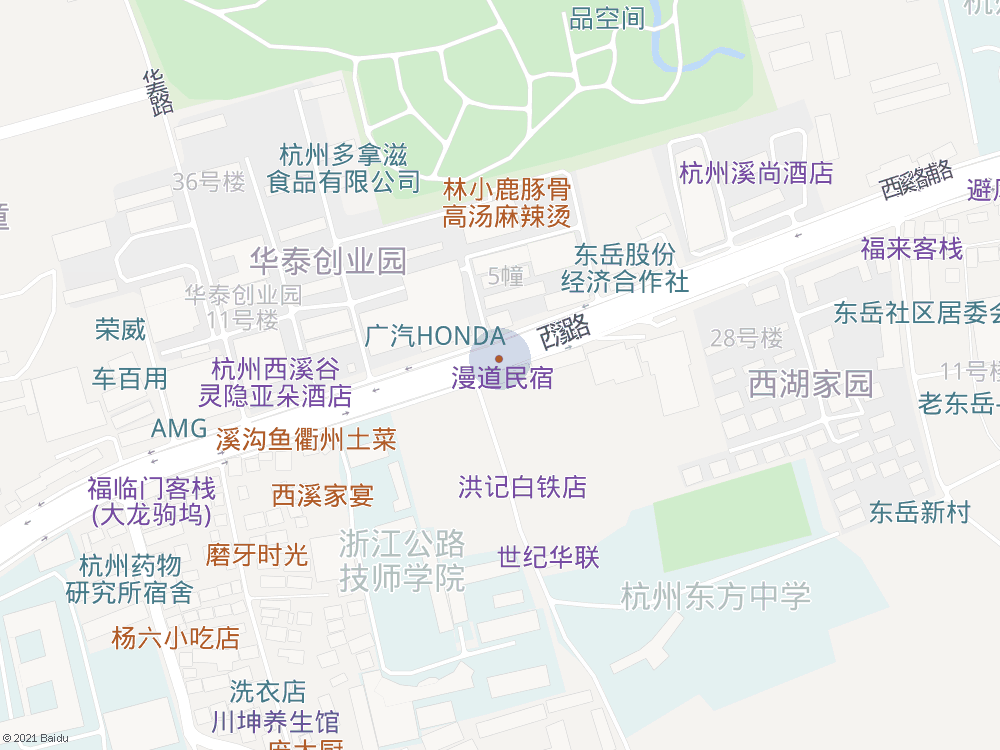 品空间
杭州
华泰路
杭州多拿滋
食品有限公司
36号楼
林小鹿豚骨
高汤麻辣烫
杭州溪尚酒店
西溪路辅路
避风
华泰创业园
5幢
东岳股份
经济合作社
福来客栈
华泰创业园
11号楼
荣威
广汽HONDA
西溪路
28号楼
东岳社区居委会
车百用
杭州西溪谷
灵隐亚朵酒店
漫道民宿
西湖家园
11号楼
老东岳
AMG
溪沟鱼衢州土菜
福临门客栈
(大龙驹坞)
西溪家宴
洪记白铁店
东岳新村
浙江公路
技师学院
磨牙时光
世纪华联
杭州药物
研究所宿舍
杭州东方中学
杨六小吃店
洗衣店
川坤养生馆
© 2021 Baidu